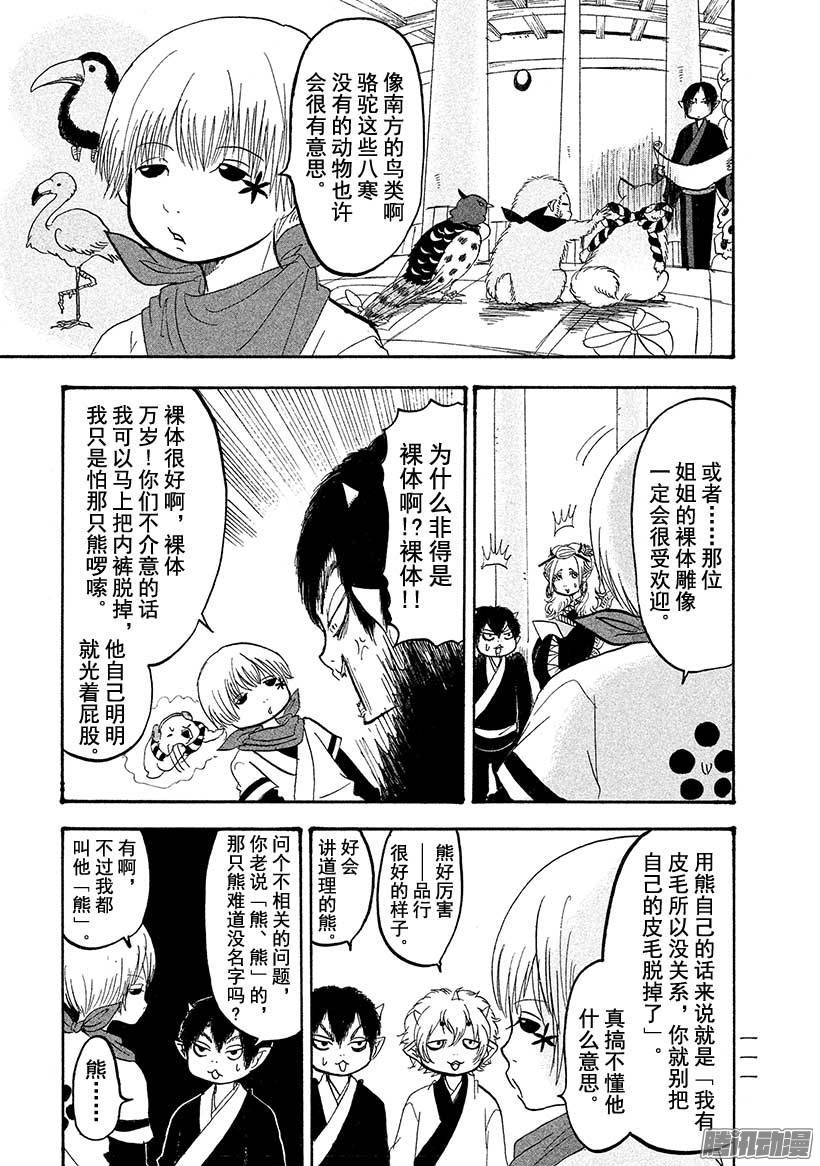 像南方的鸟类啊
骆驼这些八寒
没有的动物也许
会很有意思。
或者……那位
姐姐的裸体雕像
一定会很受欢迎。
为什么非得是
裸体啊!?裸体!!
裸体很好啊，裸体
万岁！你们不介意的话
我可以马上把内裤脱掉，
我只是怕那只熊啰嗦。
他自己明明
就光着屁股。
用熊自己的话来说就是「我有
皮毛所以没关系，你就别把
自己的皮毛脱掉了」。
真搞不懂他
什么意思。
熊好厉害
——品行
很好的样子。
好会
讲道理的熊。
问个不相关的问题，
你老说「熊、熊」的，
那只熊难道没名字吗？
有啊，
不过我都
叫他「熊」。
熊……
一一一
腾讯动漫